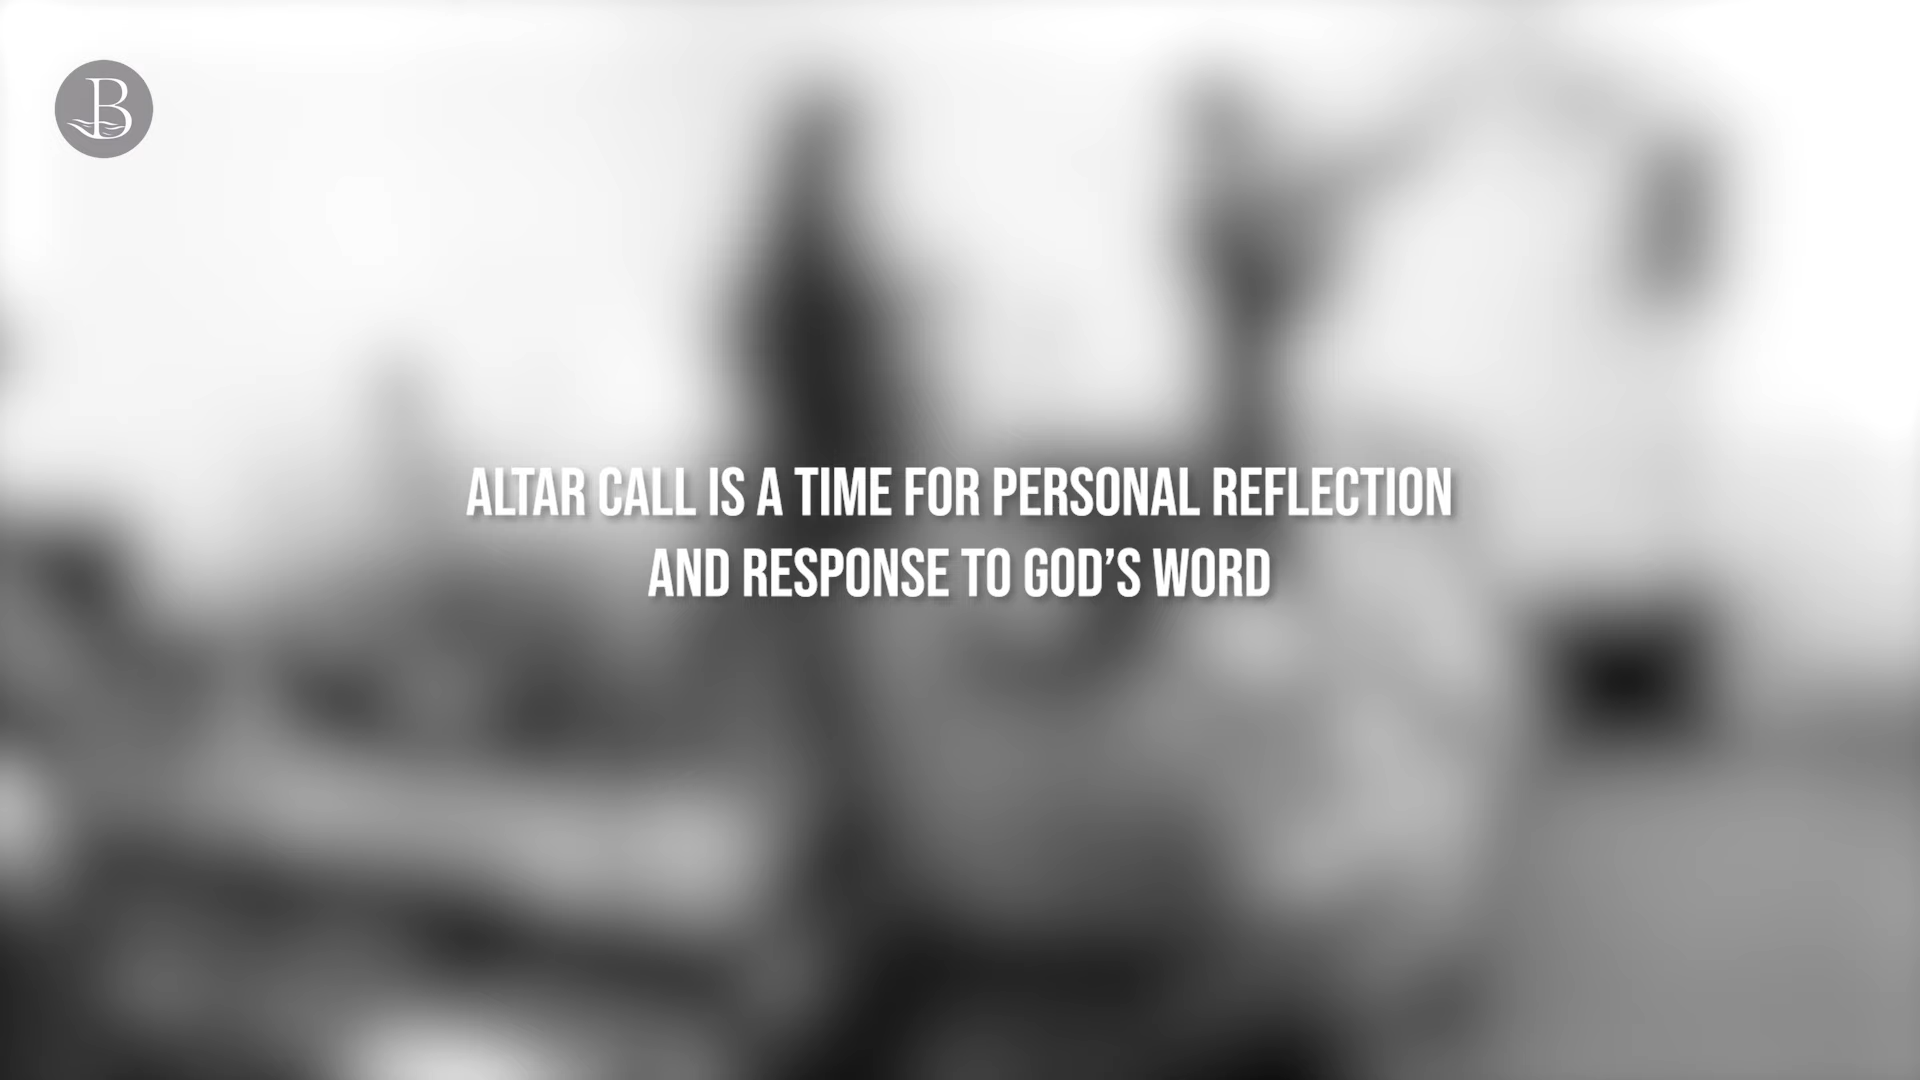 B
ALTAR CALL IS A TIME FOR PERSONAL REFLECTION
AND RESPONSE TO GOD’S WORD